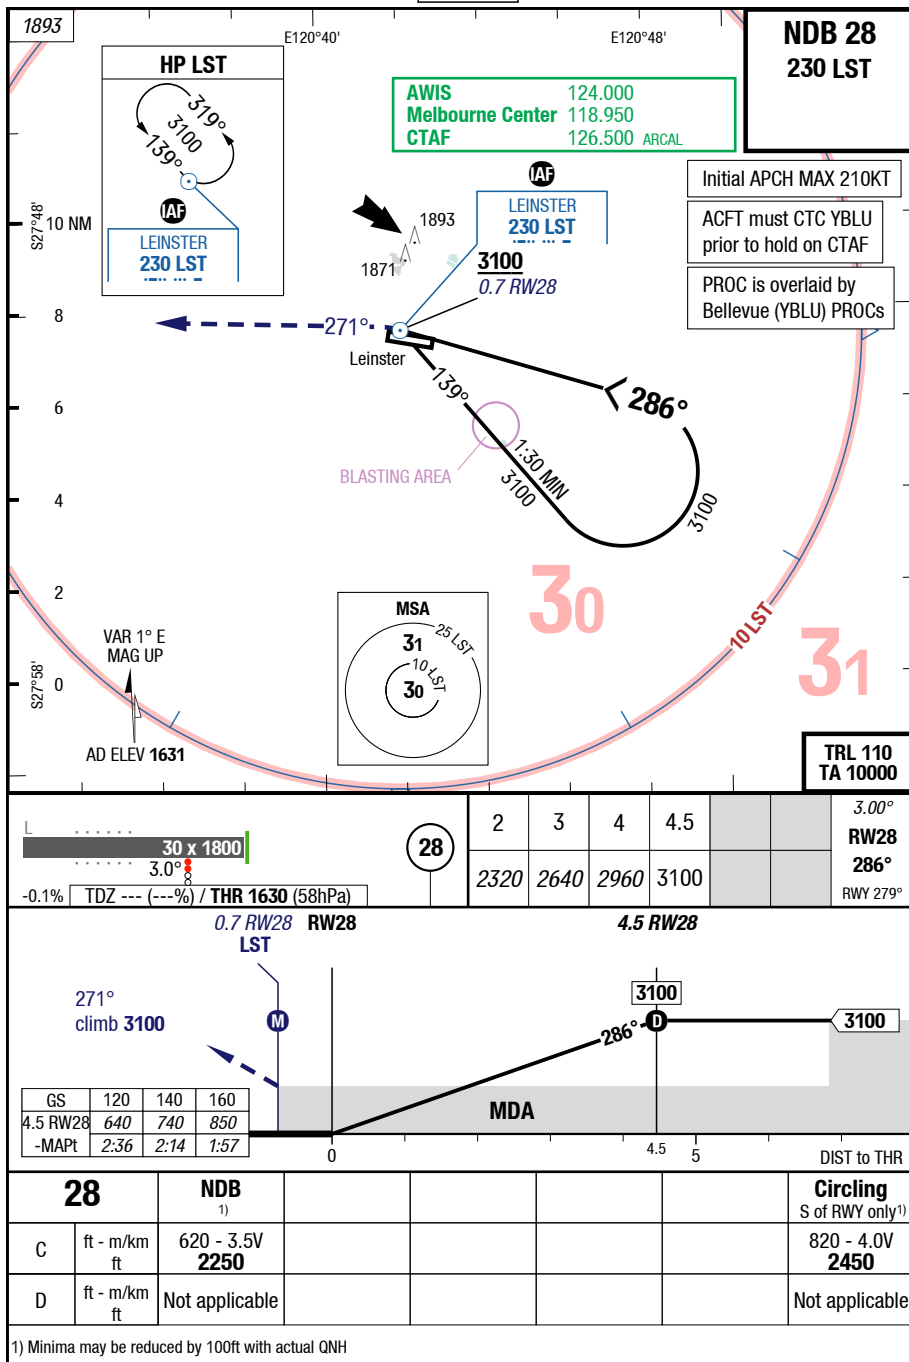 1893
E120°40'
E120°48'
NDB 28
230 LST
HP LST
319°
3100
139°
IAF
LEINSTER
230 LST
AWIS 124.000
Melbourne Center 118.950
CTAF 126.500 ARCAL
IAF
LEINSTER
230 LST
Initial APCH MAX 210KT
ACFT must CTC YBLU
prior to hold on CTAF
PROC is overlaid by
Bellevue (YBLU) PROCs
S27°48'
10 NM
1893
1871
3100
0.7 RW28
8
271°
Leinster
139°
286°
6
BLASTING AREA
1:30 MIN
3100
3100
4
2
30
10 LST
31
MSA
31
25 LST
10 LST
30
VAR 1° E
MAG UP
S27°58'
0
AD ELEV 1631
TRL 110
TA 10000
L
30 x 1800
3.0°
-0.1%
TDZ --- (---%) / THR 1630 (58hPa)
28
2 3 4 4.5
2320 2640 2960 3100
3.00°
RW28
286°
RWY 279°
0.7 RW28 RW28 4.5 RW28
LST
271°
climb 3100
M
3100
D
286°
3100
MDA
GS 120 140 160
4.5 RW28 640 740 850
-MAPt 2:36 2:14 1:57
0 4.5 5 DIST to THR
28 NDB 1) Circling
S of RWY only1)
C ft - m/km 620 - 3.5V 820 - 4.0V
ft 2250 2450
D ft - m/km Not applicable Not applicable
ft
1) Minima may be reduced by 100ft with actual QNH